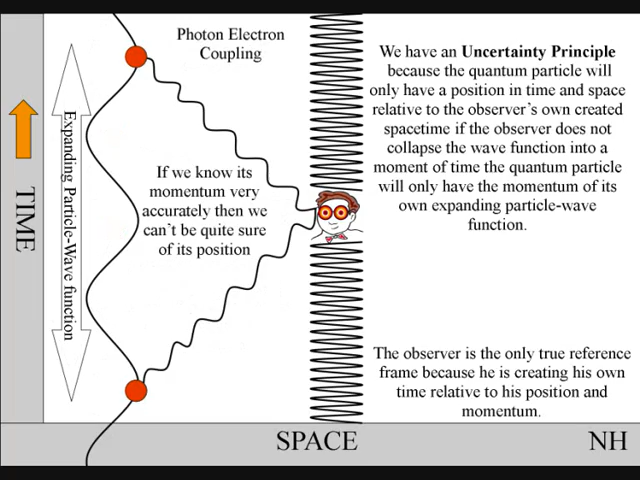 Photon Electron
Coupling
We have an Uncertainty Principle
because the quantum particle will
only have a position in time and space
relative to the observer's own created
spacetime if the observer does not
collapse the wave function into a
moment of time the quantum particle
will only have the momentum of its
own expanding particle-wave
function.
Expanding Particle-Wave function
If we know its
momentum very
accurately then we
can't be quite sure
of its position
TIME
The observer is the only true reference
frame because he is creating his own
time relative to his position and
momentum.
SPACE
NH